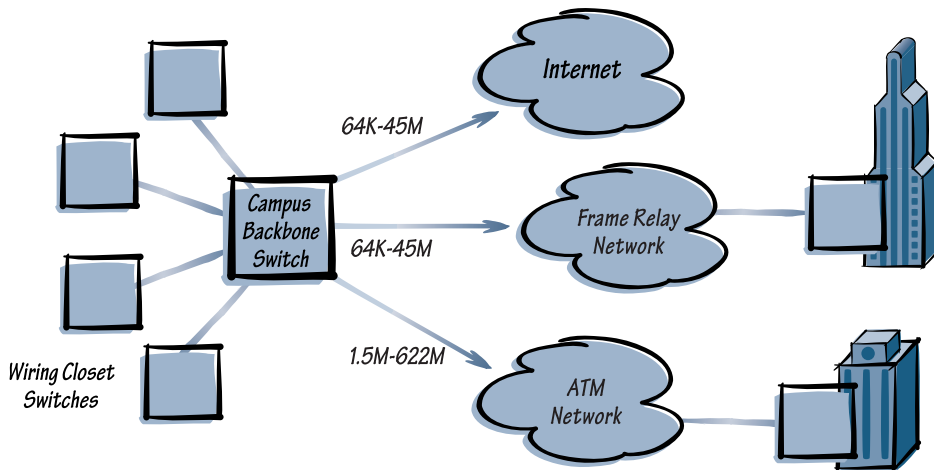 Internet
64K-45M
Campus
Backbone
Switch
64K-45M
Frame Relay
Network
1.5M-622M
Wiring Closet
Switches
ATM
Network